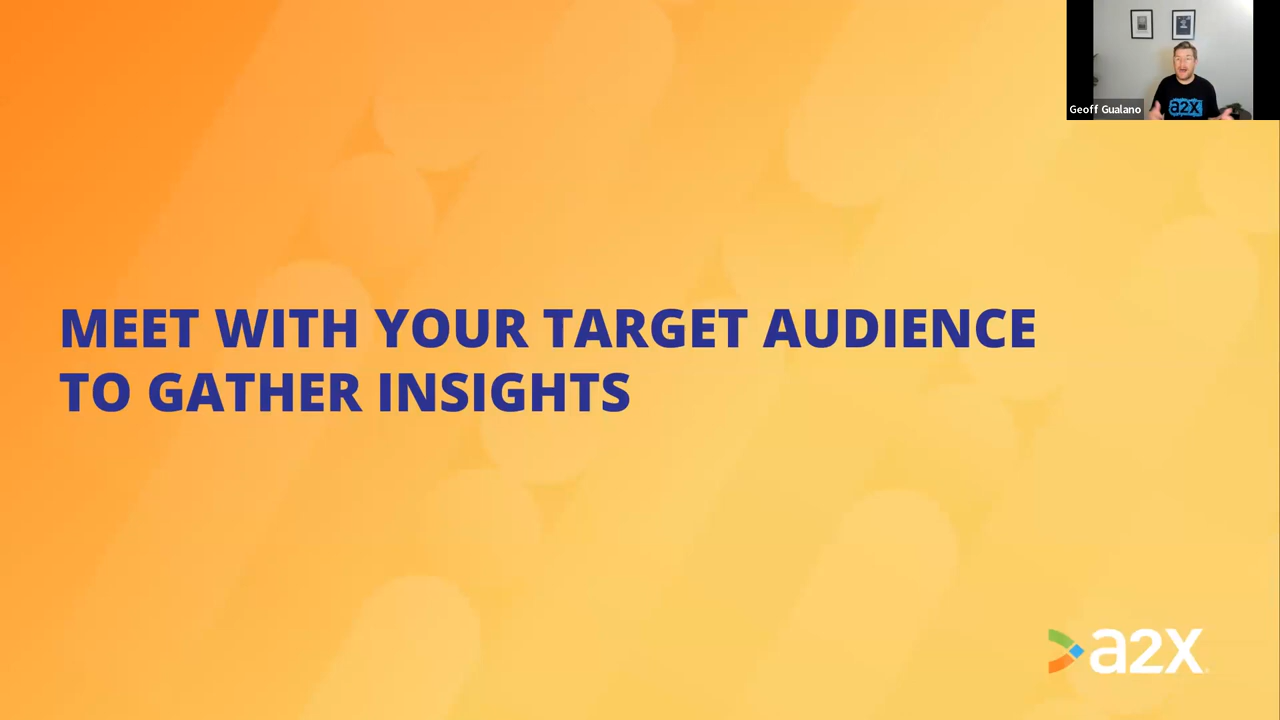 Geoff Gualano
a2X
MEET WITH YOUR TARGET AUDIENCE
TO GATHER INSIGHTS
a2X